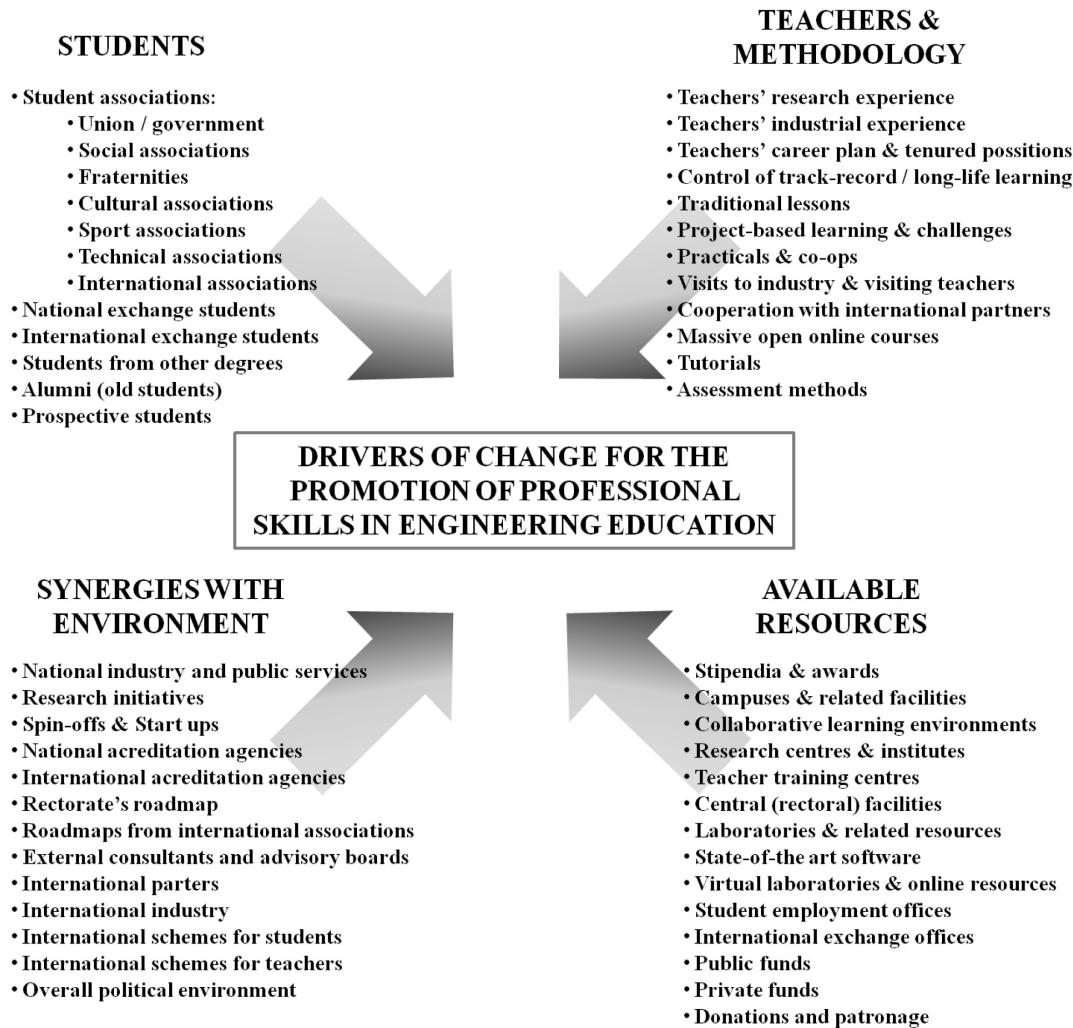 STUDENTS
• Student associations:
• Union / government
• Social associations
• Fraternities
• Cultural associations
• Sport associations
• Technical associations
• International associations
• National exchange students
• International exchange students
• Students from other degrees
• Alumni (old students)
• Prospective students
TEACHERS &
METHODOLOGY
• Teachers’ research experience
• Teachers’ industrial experience
• Teachers’ career plan & tenured possitions
• Control of track-record / long-life learning
• Traditional lessons
• Project-based learning & challenges
• Practicals & co-ops
• Visits to industry & visiting teachers
• Cooperation with international partners
• Massive open online courses
• Tutorials
• Assessment methods
DRIVERS OF CHANGE FOR THE
PROMOTION OF PROFESSIONAL
SKILLS IN ENGINEERING EDUCATION
SYNERGIES WITH
ENVIRONMENT
• National industry and public services
• Research initiatives
• Spin-offs & Start ups
• National acreditation agencies
• International acreditation agencies
• Rectorate’s roadmap
• Roadmaps from international associations
• External consultants and advisory boards
• International parters
• International industry
• International schemes for students
• International schemes for teachers
• Overall political environment
AVAILABLE
RESOURCES
• Stipendia & awards
• Campuses & related facilities
• Collaborative learning environments
• Research centres & institutes
• Teacher training centres
• Central (rectoral) facilities
• Laboratories & related resources
• State-of-the art software
• Virtual laboratories & online resources
• Student employment offices
• International exchange offices
• Public funds
• Private funds
• Donations and patronage